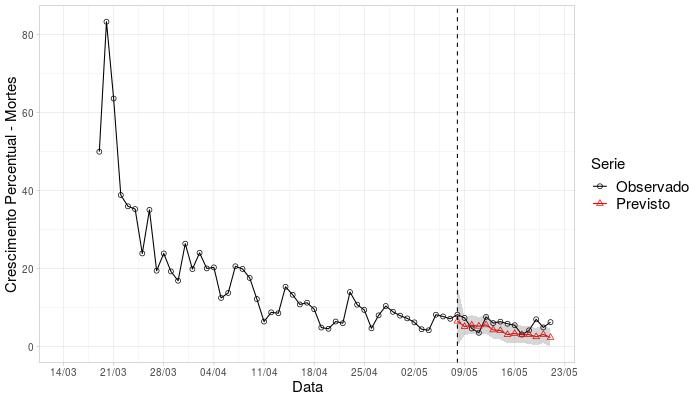 Crescimento Percentual - Mortes
80
60
40
20
0
14/03 21/03 28/03 04/04 11/04 18/04 25/04 02/05 09/05 16/05 23/05
Data
Serie
Observado
Previsto